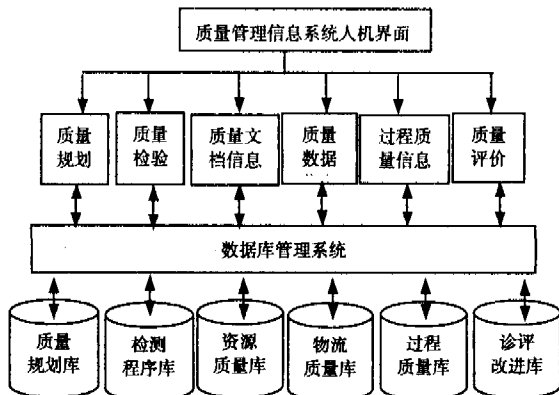 质量管理信息系统人机界面
质量
规划
质量
检验
质量文
档信息
质量
数据
过程质
量信息
质量
评价
数据库管理系统
质量
规划库
检测
程序库
资源
质量库
物流
质量库
过程
质量库
诊评
改进库